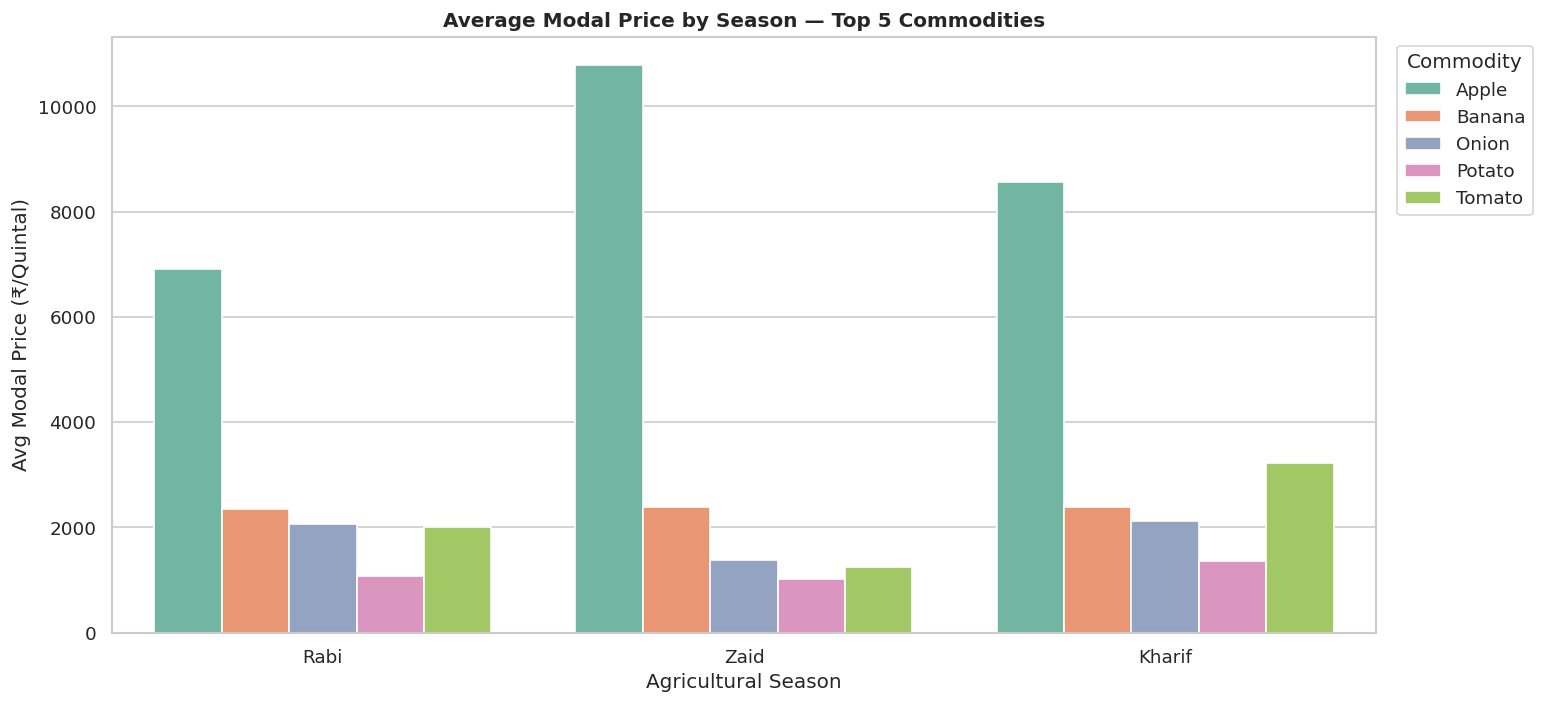 Average Modal Price by Season — Top 5 Commodities
Avg Modal Price (₹/Quintal)
10000
8000
6000
4000
2000
0
Rabi
Zaid
Kharif
Agricultural Season
Commodity
Apple
Banana
Onion
Potato
Tomato